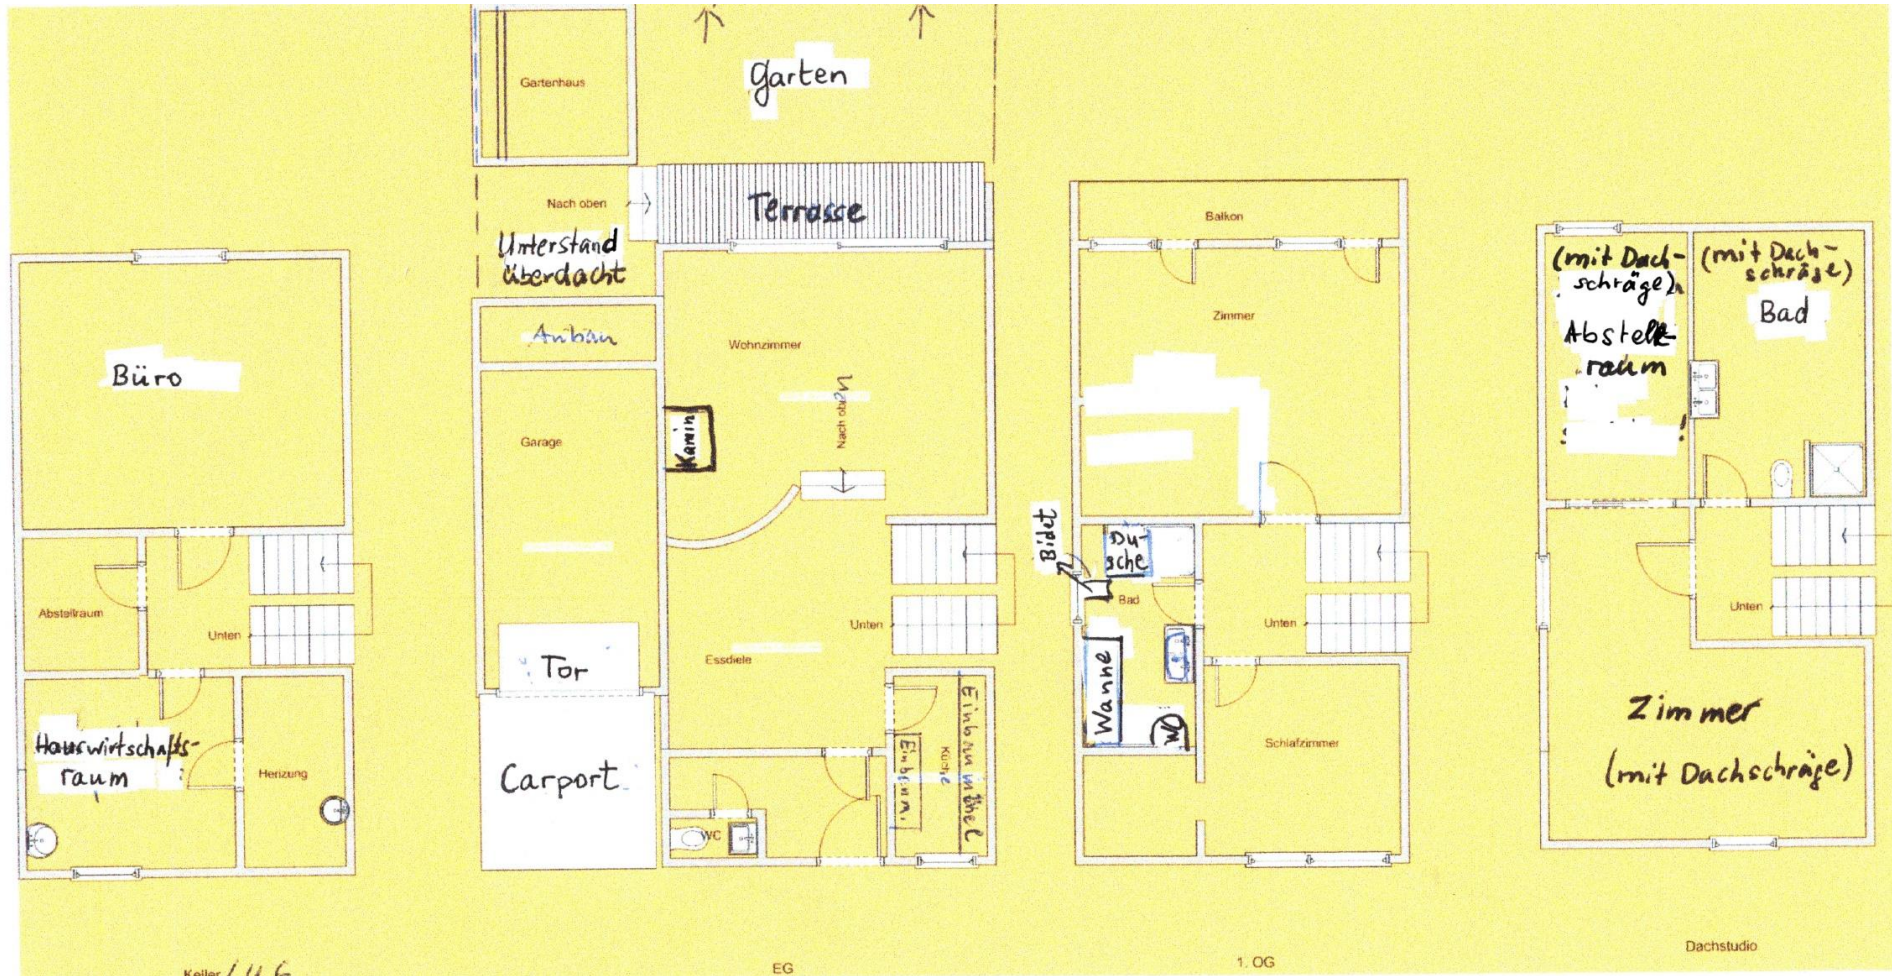 Büro
Abstellraum
Unten
Hauswirtschafts-
raum
Herizung
Keller / UG
Gartenhaus
Garten
Nach oben
Terrasse
Unterstand
überdacht
Anbau
Wohnzimmer
Nach oben
Garage
Kamin
Tor
Essdiele
Unten
Carport
WC
Küche
Einbaum.
Einbaumöbel
EG
Balkon
Zimmer
Bidet
Du-
sche
Bad
Unten
Wanne
WC
Schlafzimmer
1. OG
(mit Dach-
schräge)
Abstell-
raum
(mit Dach-
schräge)
Bad
Unten
Zimmer
(mit Dachschräge)
Dachstudio